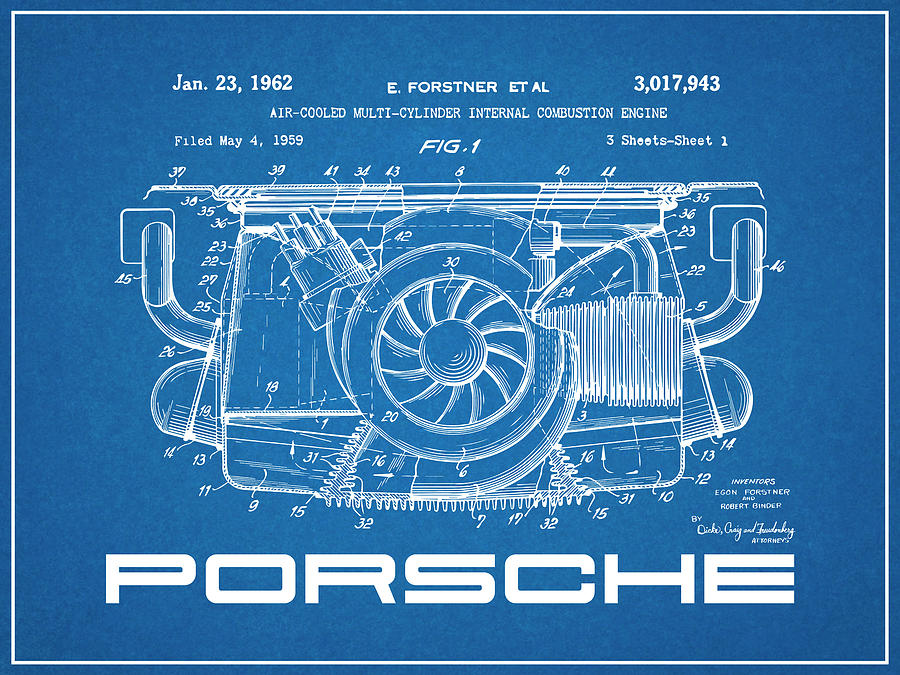 Jan. 23, 1962 E. FORSTNER ET AL 3,017,943
AIR-COOLED MULTI-CYLINDER INTERNAL COMBUSTION ENGINE
Filed May 4, 1959 FIG. 1 3 Sheets-Sheet 1
37 39 41 43 8 40 44
38 34 35
35 36
36 42
23 23
22 30 22
45 4 46
27 24
25 5
26
18 3
19 1 20
14 31 16 6 14
13 13
11 9 10 12
31
15 32 7 17 32 15
INVENTORS
EGON FORSTNER
AND
ROBERT BINDER
BY
Dicke, Craig and Freudenberg
ATTORNEYS
PORSCHE